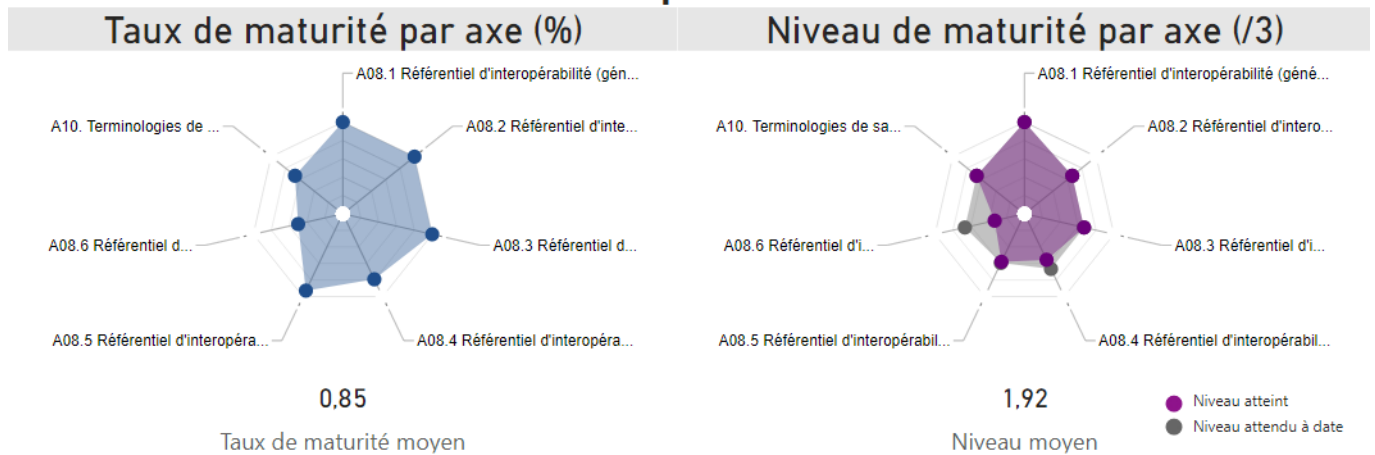 Taux de maturité par axe (%)
A08.1 Référentiel d'interopérabilité (gén...
A10. Terminologies de ...
A08.2 Référentiel d'inte...
A08.6 Référentiel d...
A08.3 Référentiel d...
A08.5 Référentiel d'interopéra...
A08.4 Référentiel d'interopéra...
0,85
Taux de maturité moyen
Niveau de maturité par axe (/3)
A08.1 Référentiel d'interopérabilité (géné...
A10. Terminologies de sa...
A08.2 Référentiel d'intero...
A08.6 Référentiel d'i...
A08.3 Référentiel d'i...
A08.5 Référentiel d'interopérabil...
A08.4 Référentiel d'interopérabil...
1,92
Niveau moyen
Niveau atteint
Niveau attendu à date